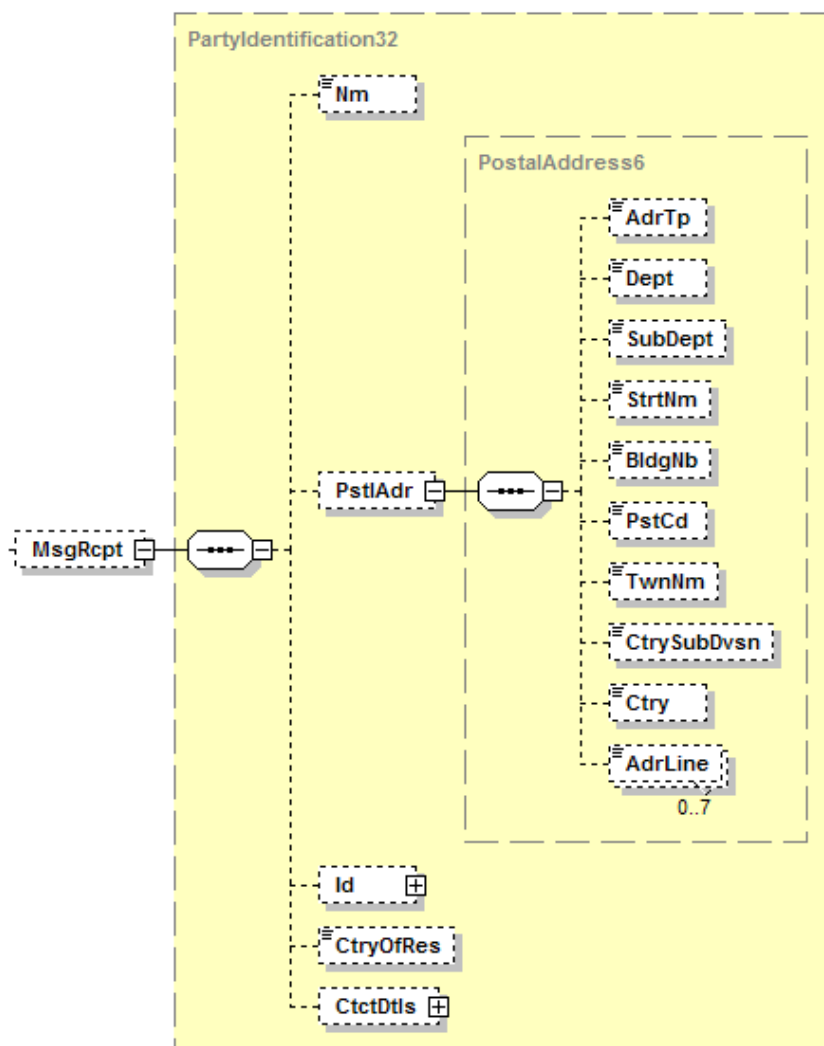 PartyIdentification32
Nm
PostalAddress6
AdrTp
Dept
SubDept
StrtNm
BldgNb
PstlAdr
PstCd
MsgRcpt
TwnNm
CtrySubDvsn
Ctry
AdrLine
0..7
Id
CtryOfRes
CtctDtls